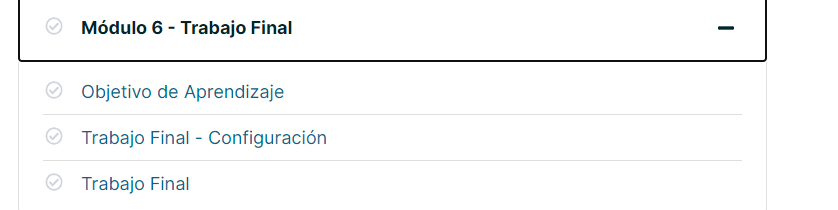 Módulo 6 - Trabajo Final
Objetivo de Aprendizaje
Trabajo Final - Configuración
Trabajo Final